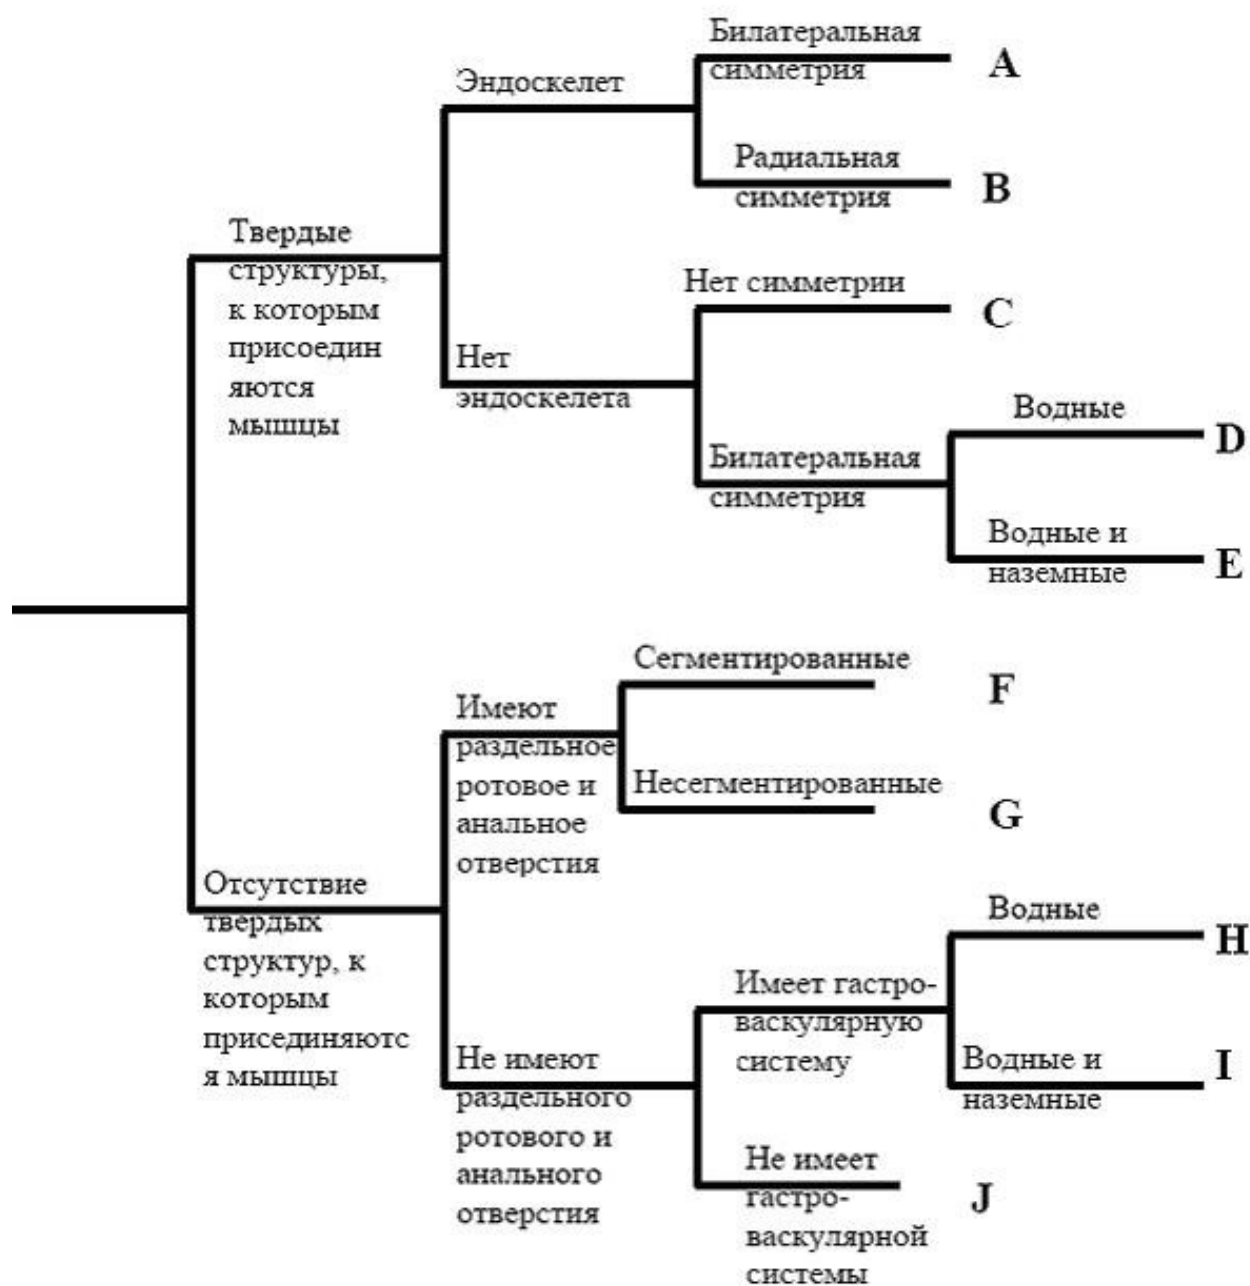 Билатеральная
симметрия
A
Эндоскелет
Радиальная
симметрия
B
Твердые
структуры,
к которым
присоедин
яются
мышцы
Нет симметрии
C
Нет
эндоскелета
Водные
D
Билатеральная
симметрия
Водные и
наземные
E
Сегментированные
F
Имеют
раздельное
ротовое и
анальное
отверстия
Несегментированные
G
Отсутствие
твердых
структур, к
которым
присединяютс
я мышцы
Водные
H
Имеет гастро-
васкулярную
систему
Водные и
наземные
I
Не имеют
раздельного
ротового и
анального
отверстия
Не имеет
гастро-
васкулярной
системы
J